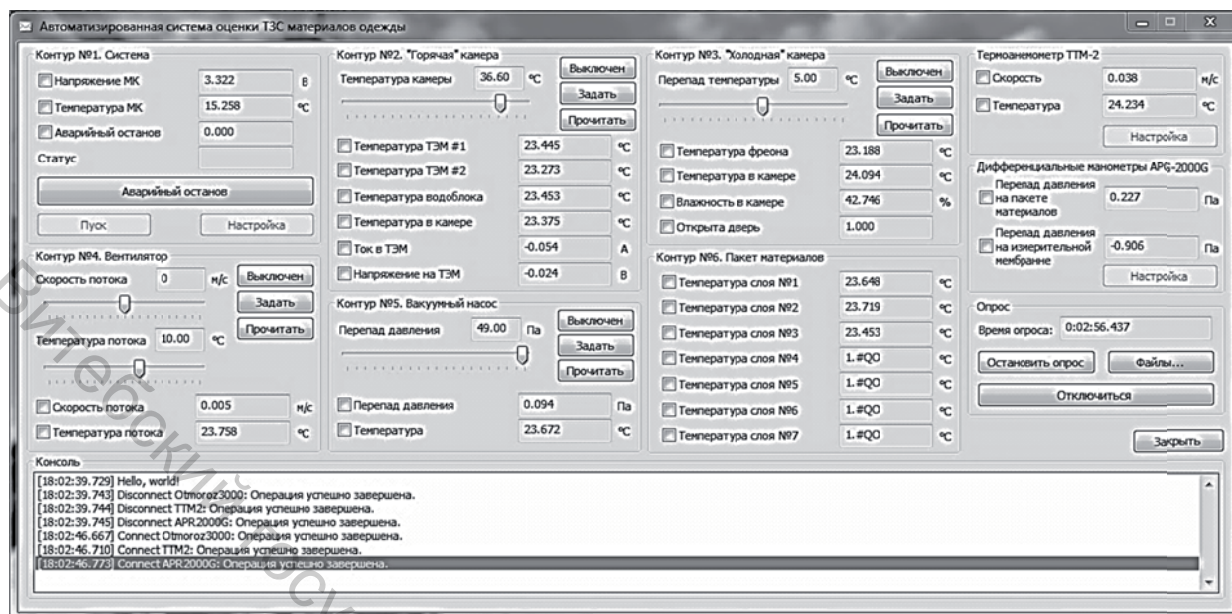 Автоматизированная система оценки ТЗС материалов одежды
Контур №1. Система
Напряжение МК 3.322 В
Температура МК 15.258 °C
Аварийный останов 0.000
Статус
Аварийный останов
Пуск Настройка
Контур №4. Вентилятор
Скорость потока 0 м/с Выключен
Задать
Прочитать
Температура потока 10.00 °C
Скорость потока 0.005 м/с
Температура потока 23.758 °C
Контур №2. "Горячая" камера
Температура камеры 36.60 °C Выключен
Задать
Прочитать
Температура ТЭМ #1 23.445 °C
Температура ТЭМ #2 23.273 °C
Температура водоблока 23.453 °C
Температура в камере 23.375 °C
Ток в ТЭМ -0.054 А
Напряжение на ТЭМ -0.024 В
Контур №5. Вакуумный насос
Перепад давления 49.00 Па Выключен
Задать
Прочитать
Перепад давления 0.094 Па
Температура 23.672 °C
Контур №3. "Холодная" камера
Перепад температуры 5.00 °C Выключен
Задать
Прочитать
Температура фреона 23.188 °C
Температура в камере 24.094 °C
Влажность в камере 42.746 %
Открыта дверь 1.000
Контур №6. Пакет материалов
Температура слоя №1 23.648 °C
Температура слоя №2 23.719 °C
Температура слоя №3 23.453 °C
Температура слоя №4 1.#QO °C
Температура слоя №5 1.#QO °C
Температура слоя №6 1.#QO °C
Температура слоя №7 1.#QO °C
Термоанимометр ТТМ-2
Скорость 0.038 м/с
Температура 24.234 °C
Настройка
Дифференциальные манометры APG-2000G
Перепад давления
на пакете 0.227 Па
материалов
Перепад давления
на измерительной -0.906 Па
мембранне
Настройка
Опрос
Время опроса: 0:02:56.437
Остановить опрос Файлы...
Отключиться
Закрыть
Консоль
[18:02:39.729] Hello, world!
[18:02:39.743] Disconnect Otmoroz3000: Операция успешно завершена.
[18:02:39.744] Disconnect TTM2: Операция успешно завершена.
[18:02:39.745] Disconnect APR2000G: Операция успешно завершена.
[18:02:46.667] Connect Otmoroz3000: Операция успешно завершена.
[18:02:46.710] Connect TTM2: Операция успешно завершена.
[18:02:46.773] Connect APR2000G: Операция успешно завершена.
Витебский госу